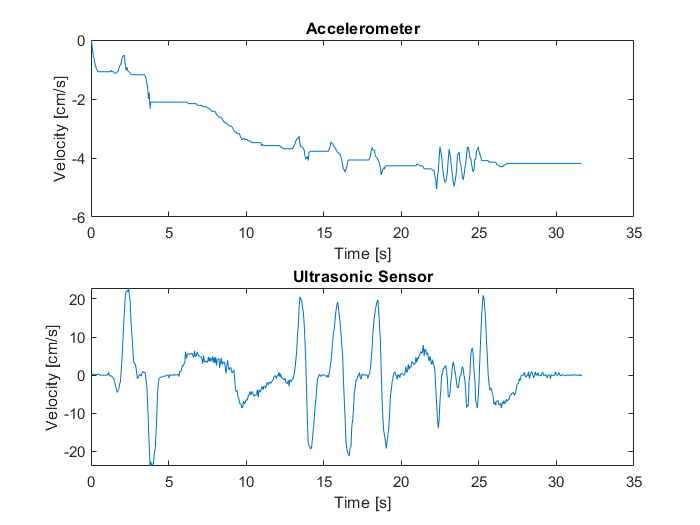 Accelerometer
0
-2
-4
-6
Velocity [cm/s]
0 5 10 15 20 25 30 35
Time [s]
Ultrasonic Sensor
20
10
0
-10
-20
Velocity [cm/s]
0 5 10 15 20 25 30 35
Time [s]